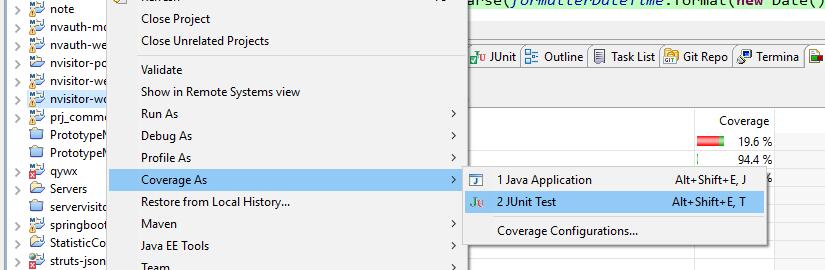 note
nvauth-mo
nvauth-we
nvisitor-po
nvisitor-we
nvisitor-wo
prj_comme
PrototypeM
PrototypeM
qywx
Servers
servervisito
springboot
StatisticCo
struts-json
Close Project
Close Unrelated Projects
Validate
Show in Remote Systems view
Run As
Debug As
Profile As
Coverage As
Restore from Local History...
Maven
Java EE Tools
Team
1 Java Application Alt+Shift+E, J
2 JUnit Test Alt+Shift+E, T
Coverage Configurations...
arse(formatterDateTime.format(new Date()
JUnit Outline Task List Git Repo Termina
Coverage
19.6 %
94.4 %
%